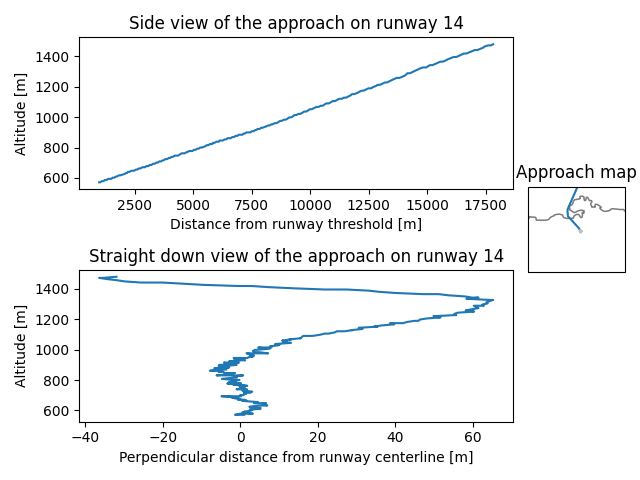 Side view of the approach on runway 14
Altitude [m]
1400
1200
1000
800
600
2500 5000 7500 10000 12500 15000 17500
Distance from runway threshold [m]
Approach map
Straight down view of the approach on runway 14
Altitude [m]
1400
1200
1000
800
600
−40 −20 0 20 40 60
Perpendicular distance from runway centerline [m]